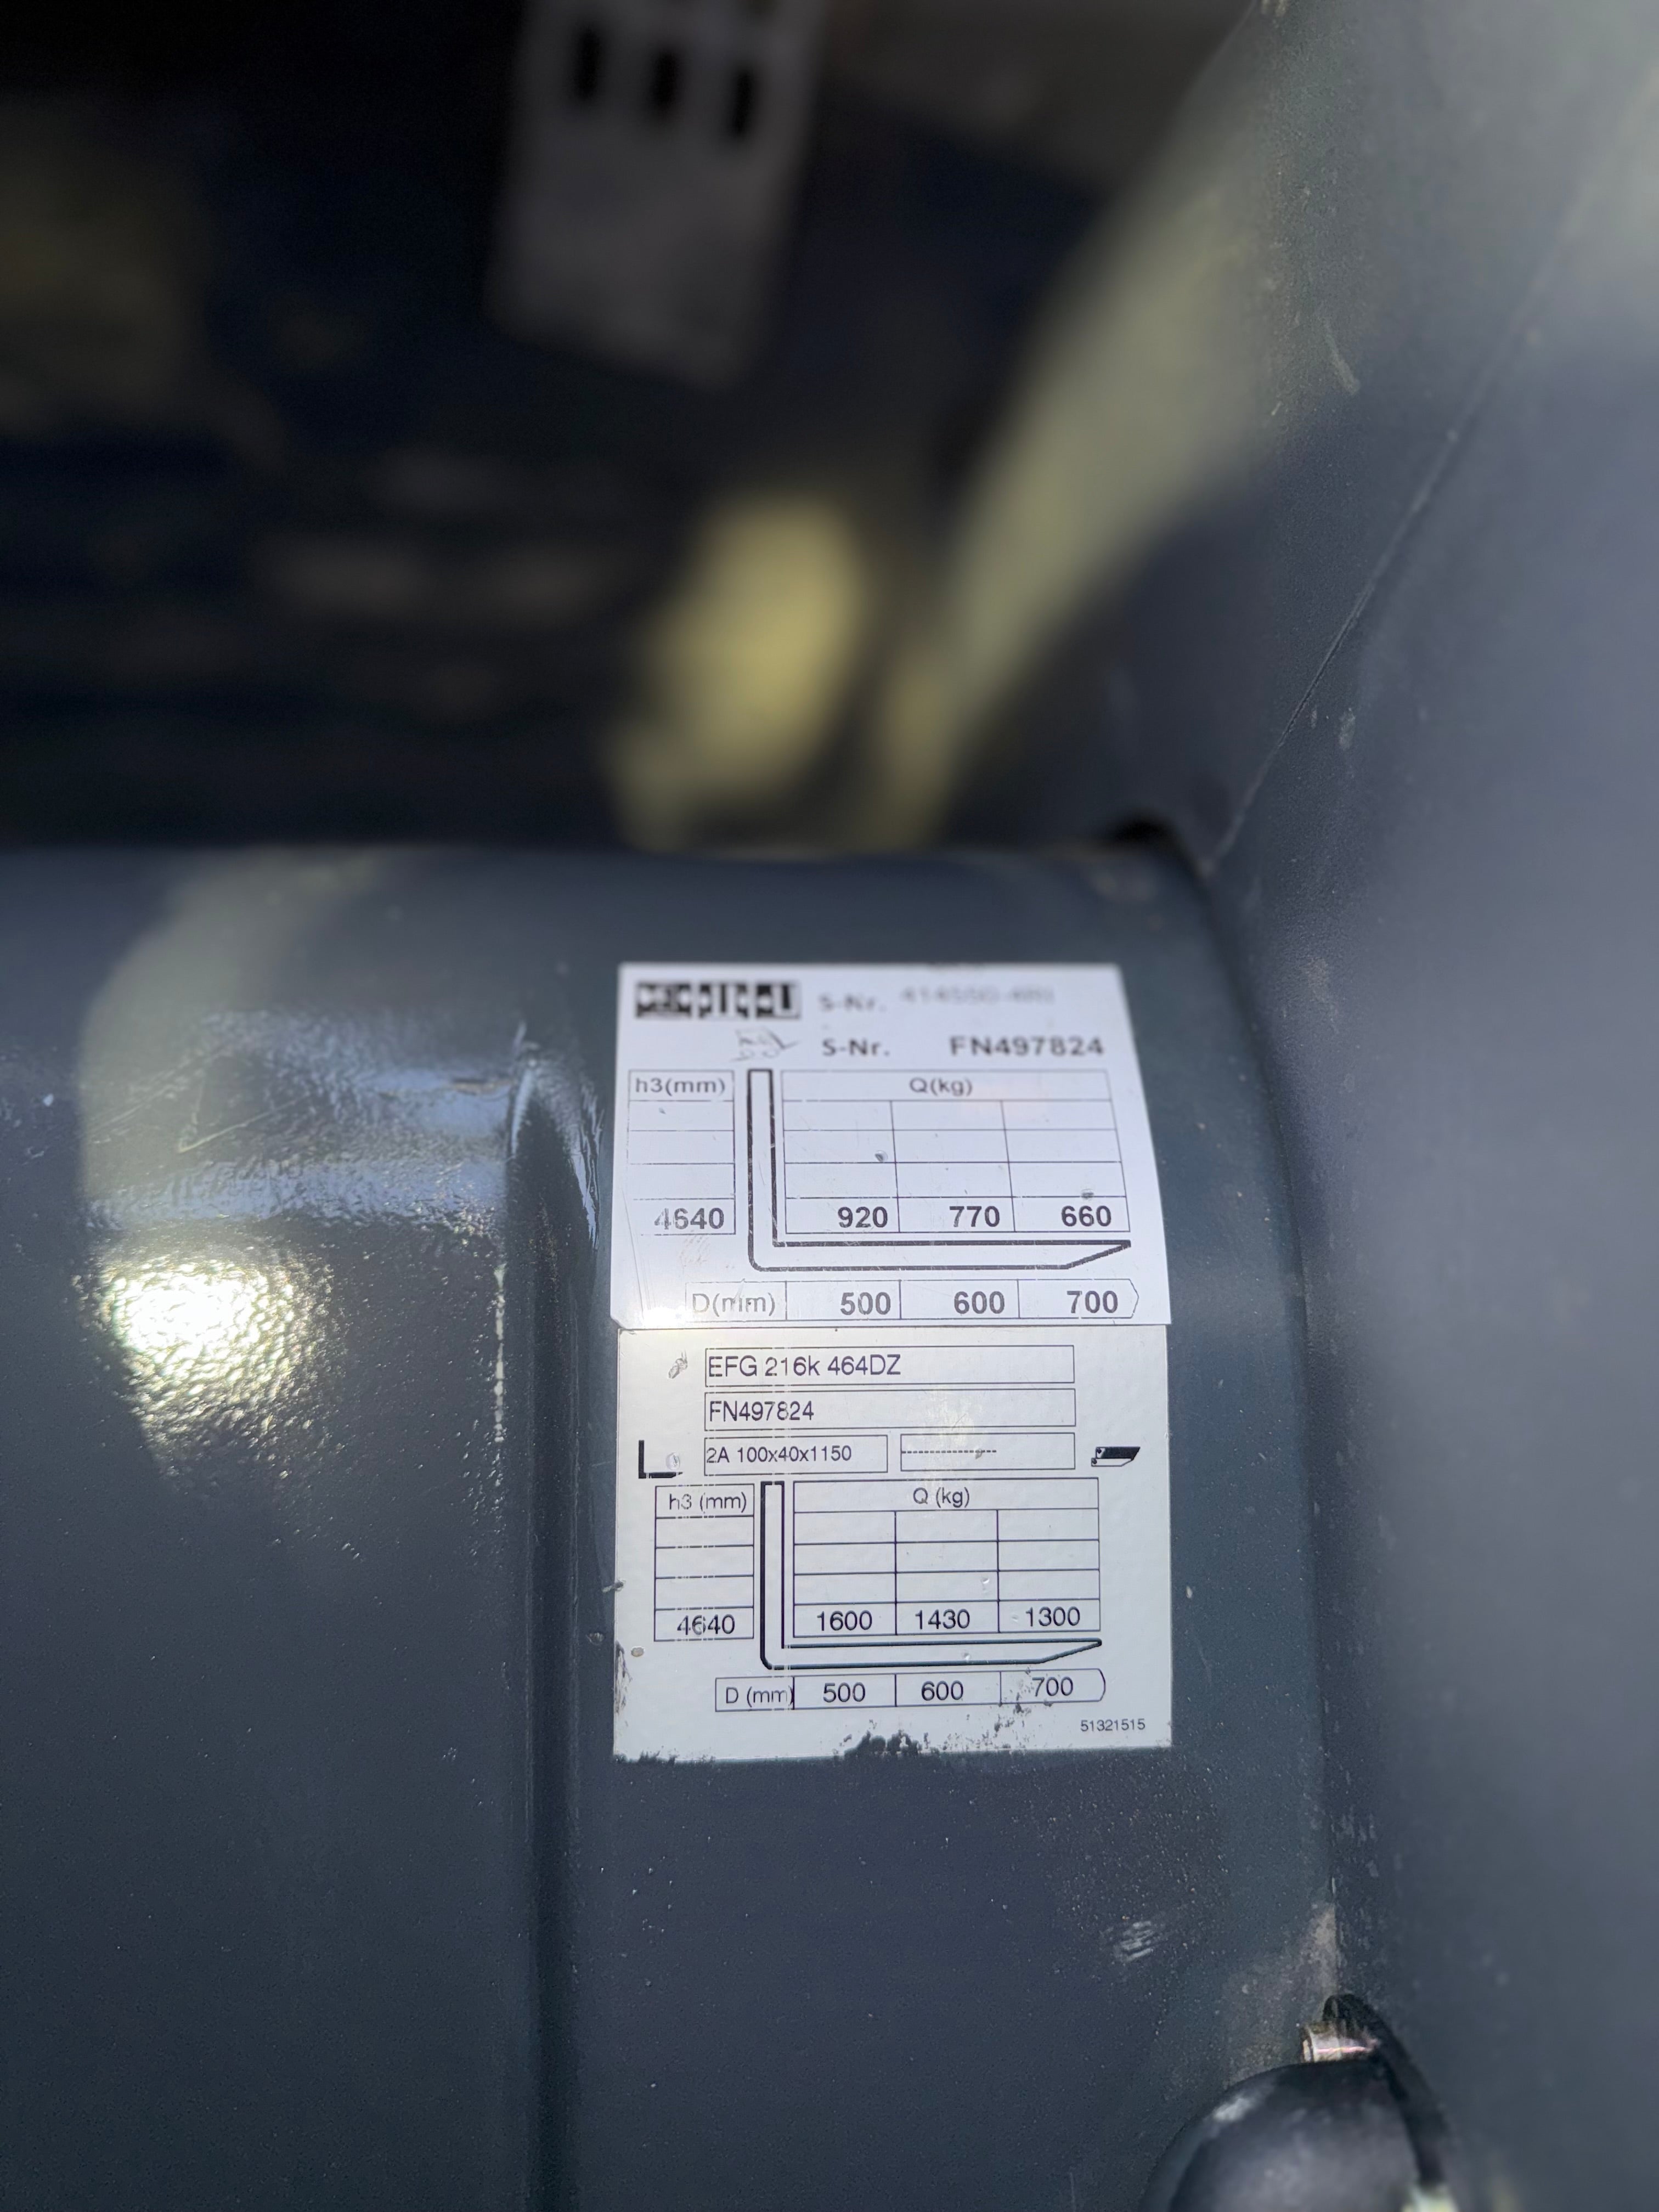 S-Nr.
S-Nr. FN497824
h3(mm) Q(kg)
4640 920 770 660
D(mm) 500 600 700
EFG 216k 464DZ
FN497824
2A 100x40x1150 --------------
h3 (mm) Q (kg)
4640 1600 1430 1300
D (mm) 500 600 700
51321515